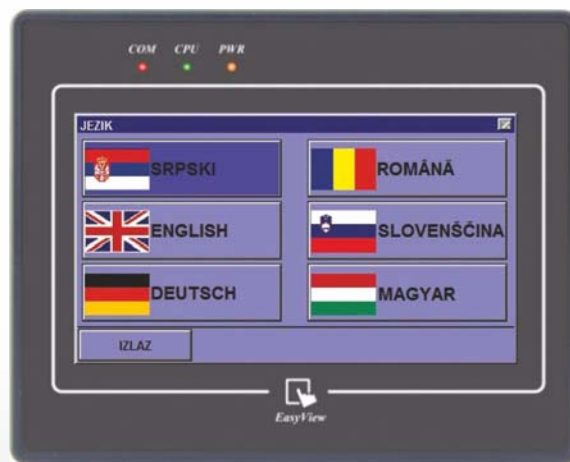 COM CPU PWR
JEZIK
SRPSKI
ROMÂNĂ
ENGLISH
SLOVENŠČINA
DEUTSCH
MAGYAR
IZLAZ
EasyView